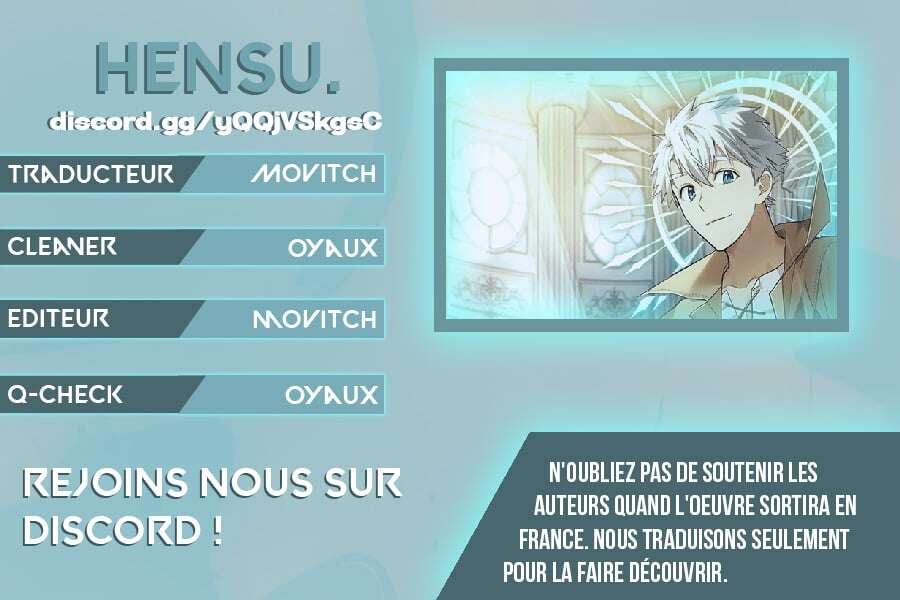 HENSU.
discord.gg/yQQjVSkgsC
TRADUCTEUR MOVITCH
CLEANER OYAUX
EDITEUR MOVITCH
Q-CHECK OYAUX
REJOINS NOUS SUR
DISCORD !
N'OUBLIEZ PAS DE SOUTENIR LES
AUTEURS QUAND L'OEUVRE SORTIRA EN
FRANCE. NOUS TRADUISONS SEULEMENT
POUR LA FAIRE DÉCOUVRIR.